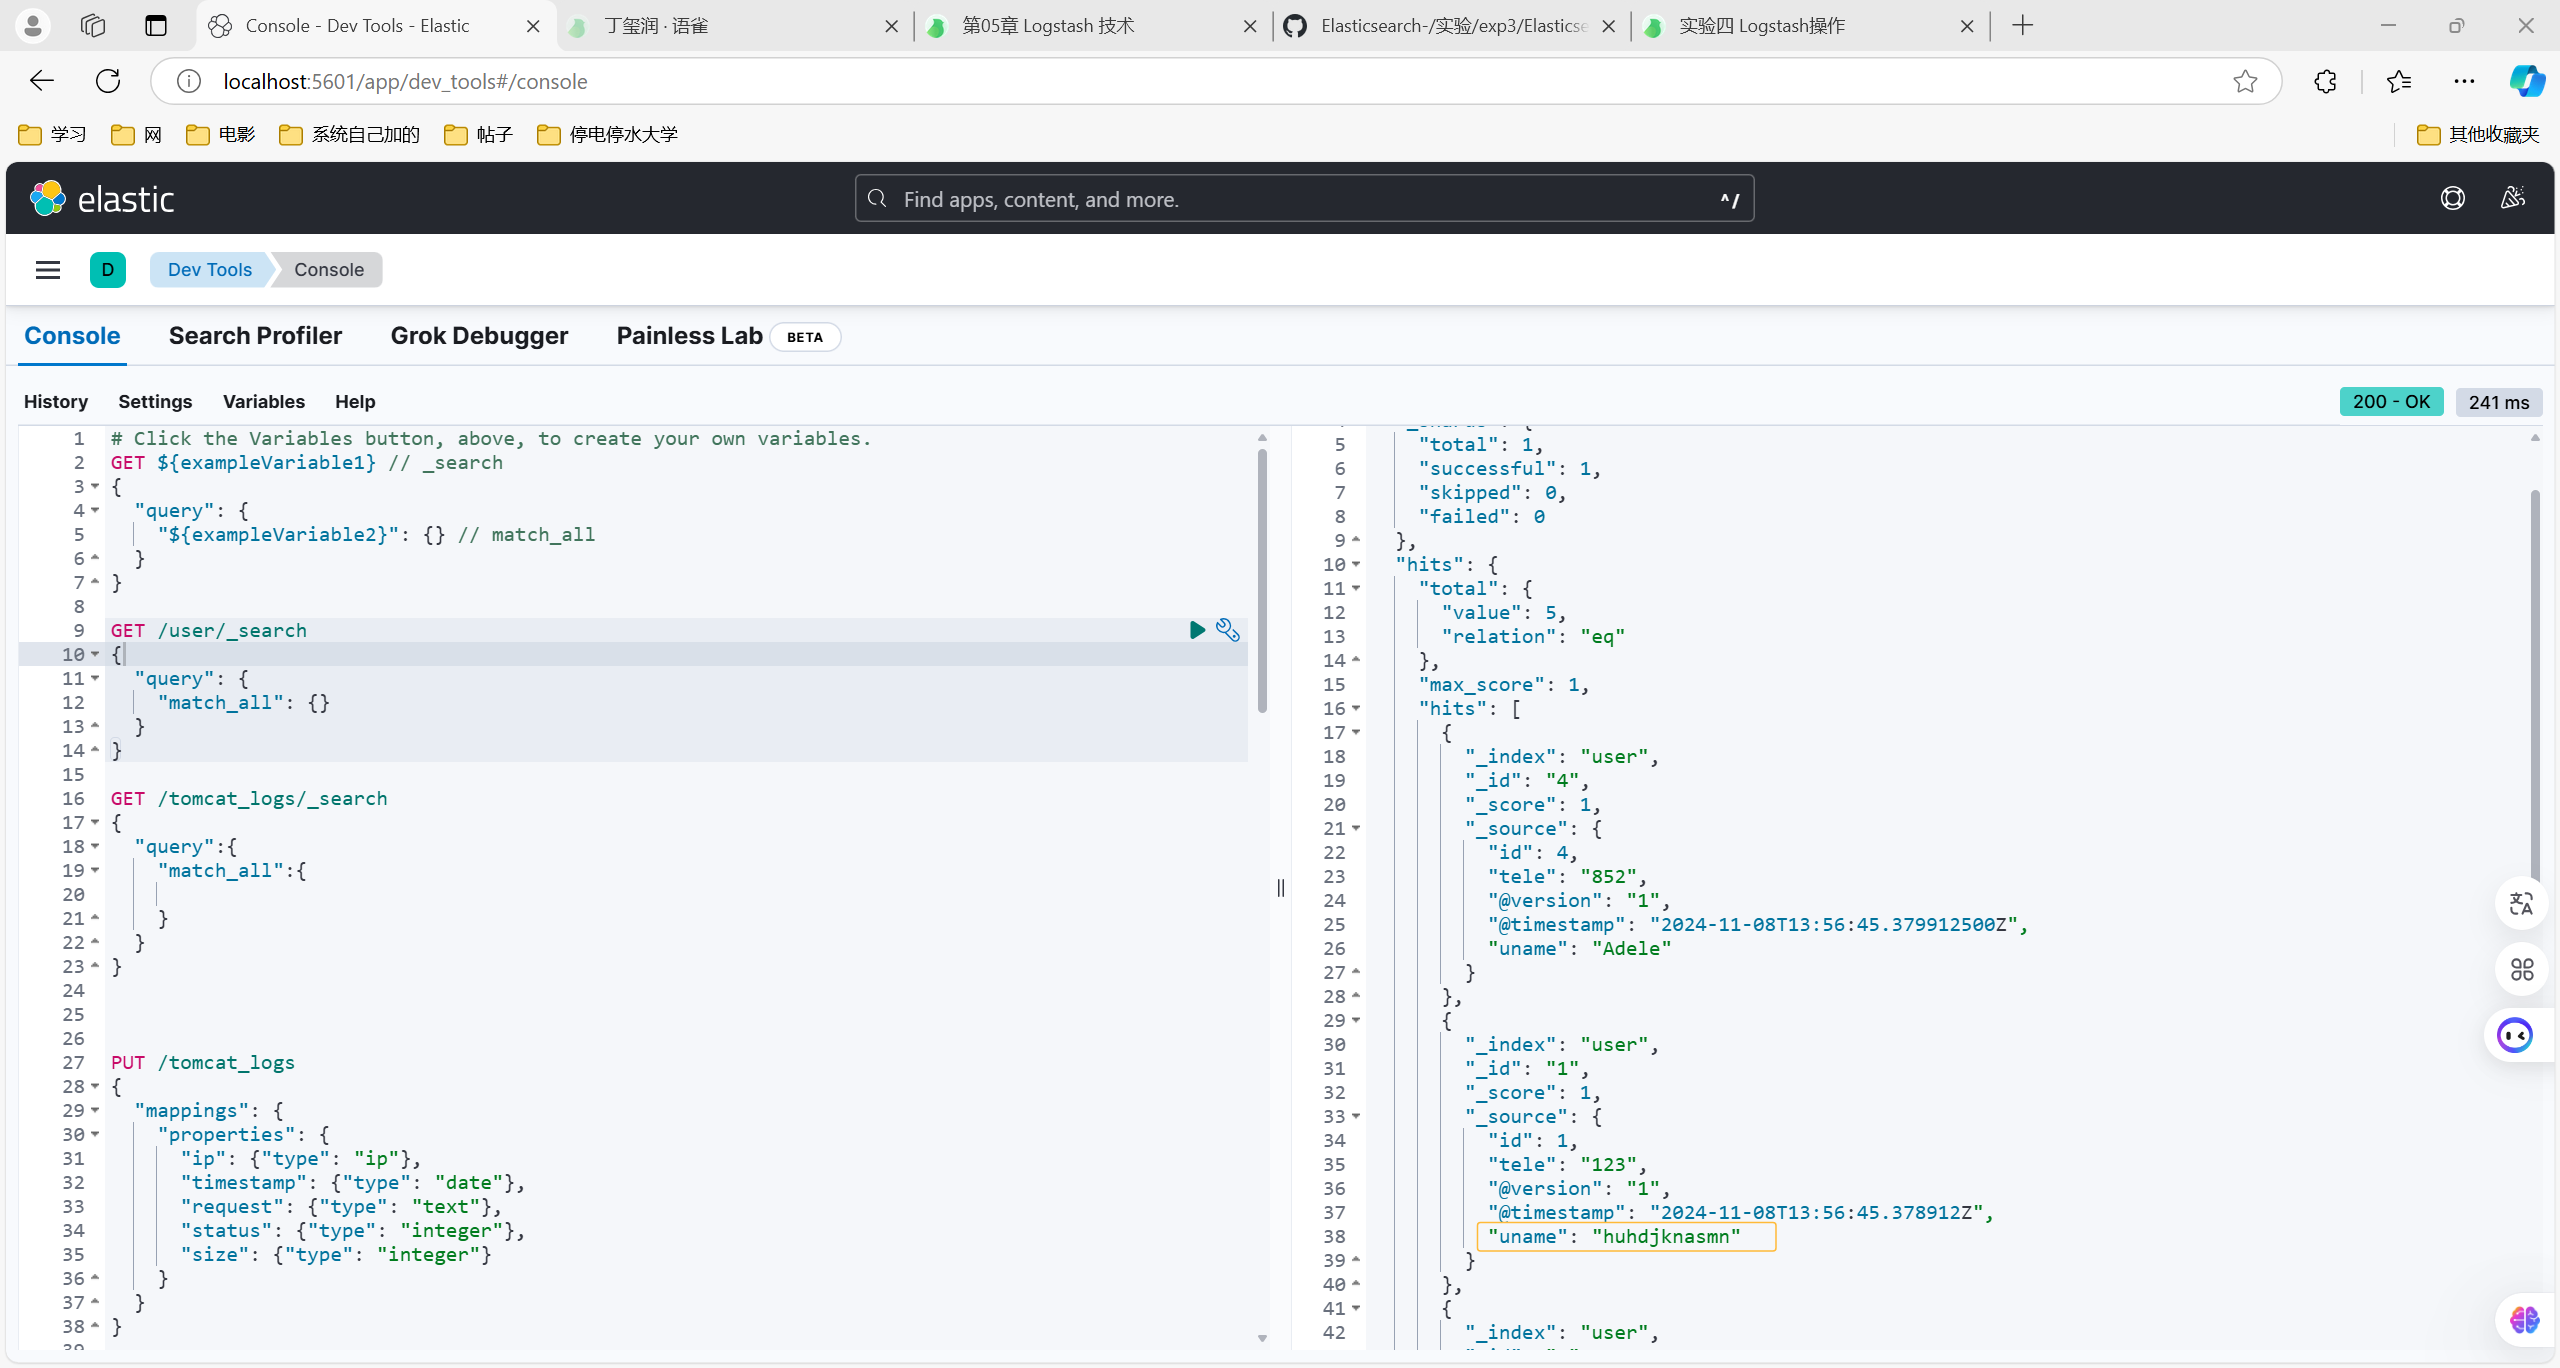 Console - Dev Tools - Elastic
丁玺润 · 语雀
第05章 Logstash 技术
Elasticsearch-/实验/exp3/Elasticse
实验四 Logstash操作
localhost:5601/app/dev_tools#/console
学习 网 电影 系统自己加的 帖子 停电停水大学 其他收藏夹
elastic
Find apps, content, and more.
^/
D Dev Tools Console
Console Search Profiler Grok Debugger Painless Lab BETA
History Settings Variables Help
200 - OK 241 ms
1 # Click the Variables button, above, to create your own variables.
2 GET ${exampleVariable1} // _search
3 {
4 "query": {
5 "${exampleVariable2}": {} // match_all
6 }
7 }
8
9 GET /user/_search
10 {
11 "query": {
12 "match_all": {}
13 }
14 }
15
16 GET /tomcat_logs/_search
17 {
18 "query":{
19 "match_all":{
20
21 }
22 }
23 }
24
25
26
27 PUT /tomcat_logs
28 {
29 "mappings": {
30 "properties": {
31 "ip": {"type": "ip"},
32 "timestamp": {"type": "date"},
33 "request": {"type": "text"},
34 "status": {"type": "integer"},
35 "size": {"type": "integer"}
36 }
37 }
38 }
5 "total": 1,
6 "successful": 1,
7 "skipped": 0,
8 "failed": 0
9 },
10 "hits": {
11 "total": {
12 "value": 5,
13 "relation": "eq"
14 },
15 "max_score": 1,
16 "hits": [
17 {
18 "_index": "user",
19 "_id": "4",
20 "_score": 1,
21 "_source": {
22 "id": 4,
23 "tele": "852",
24 "@version": "1",
25 "@timestamp": "2024-11-08T13:56:45.379912500Z",
26 "uname": "Adele"
27 }
28 },
29 {
30 "_index": "user",
31 "_id": "1",
32 "_score": 1,
33 "_source": {
34 "id": 1,
35 "tele": "123",
36 "@version": "1",
37 "@timestamp": "2024-11-08T13:56:45.378912Z",
38 "uname": "huhdjknasmn"
39 }
40 },
41 {
42 "_index": "user",